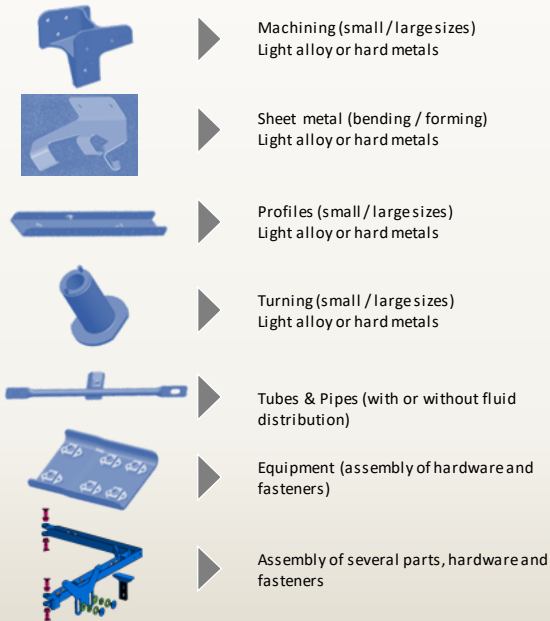 Machining (small / large sizes)
Light alloy or hard metals
Sheet metal (bending / forming)
Light alloy or hard metals
Profiles (small / large sizes)
Light alloy or hard metals
Turning (small / large sizes)
Light alloy or hard metals
Tubes & Pipes (with or without fluid
distribution)
Equipment (assembly of hardware and
fasteners)
Assembly of several parts, hardware and
fasteners